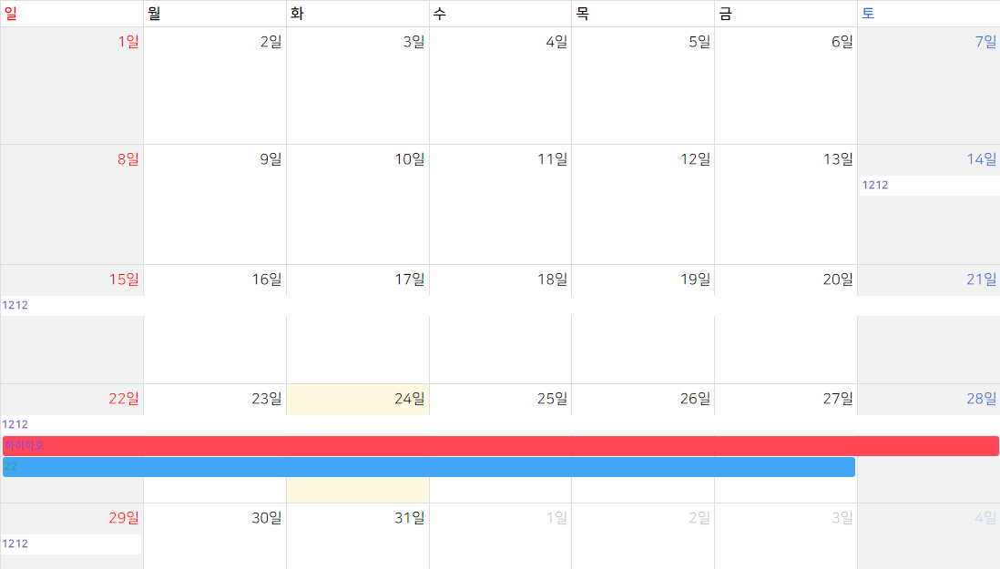 일 월 화 수 목 금 토
1일 2일 3일 4일 5일 6일 7일
8일 9일 10일 11일 12일 13일 14일
1212
15일 16일 17일 18일 19일 20일 21일
1212
22일 23일 24일 25일 26일 27일 28일
1212
하히하호
22
29일 30일 31일 1일 2일 3일 4일
1212